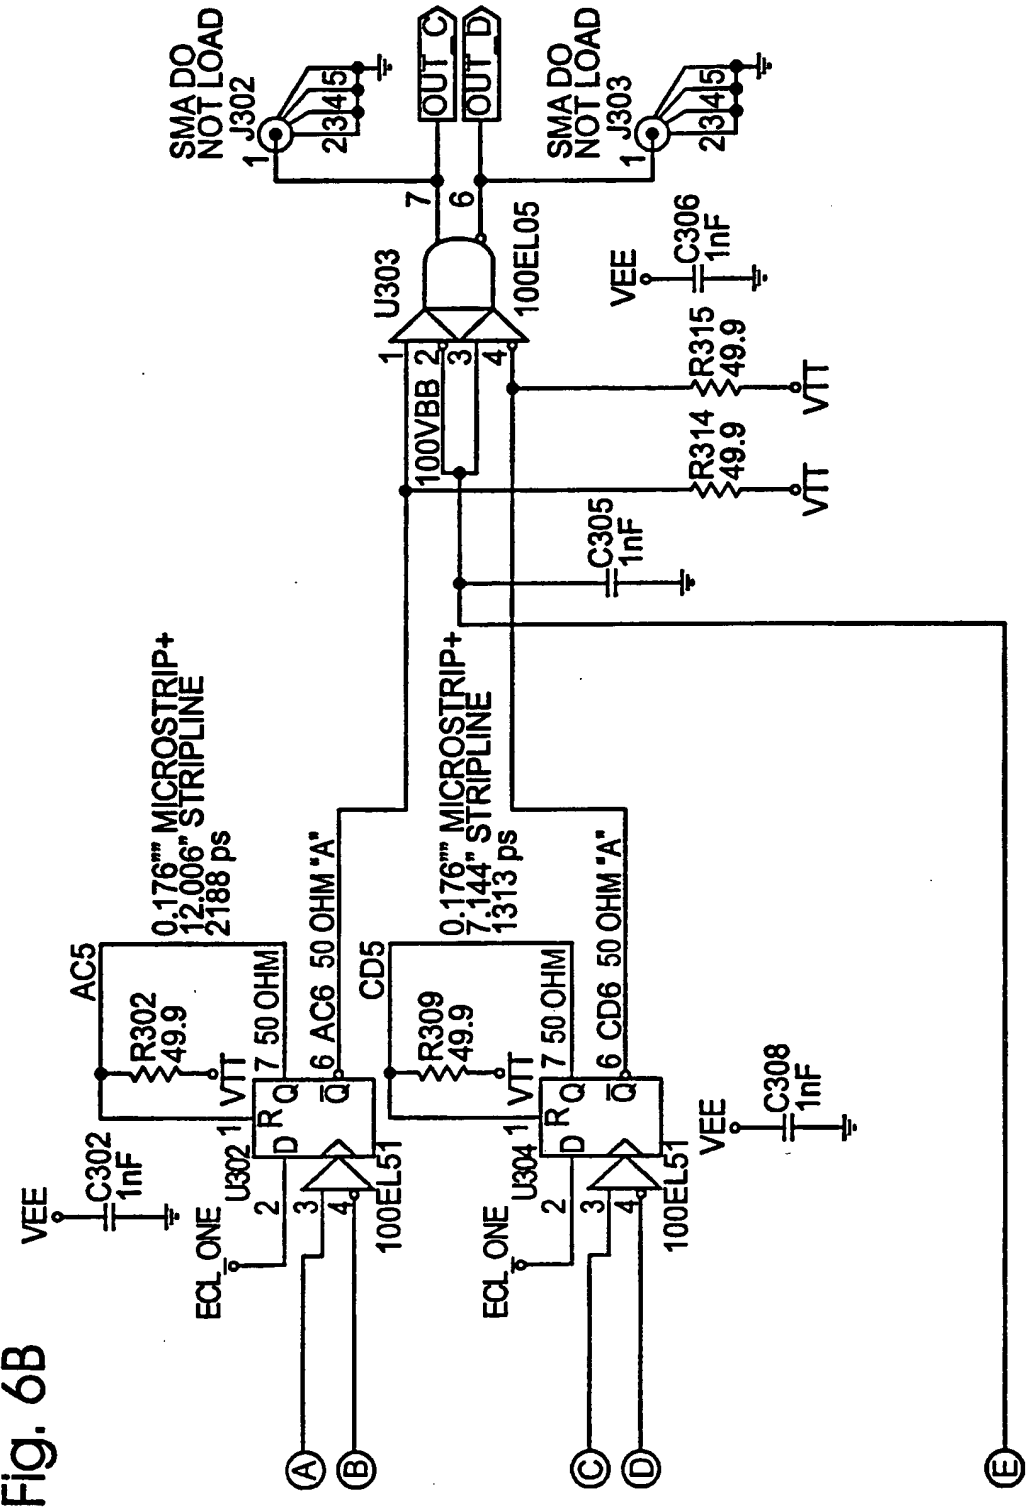 Fig. 6B
VEE
C302
1nF
AC5
R302
49.9
VTT
0.176"" MICROSTRIP+
12.006" STRIPLINE
2188 ps
ECL_ONE
U302
1
2
3
4
D
R
Q
Q
7 50 OHM
6 AC6 50 OHM "A"
100EL51
A
B
CD5
R309
49.9
VTT
0.176"" MICROSTRIP+
7.144" STRIPLINE
1313 ps
ECL_ONE
U304
1
2
3
4
D
R
Q
Q
7 50 OHM
6 CD6 50 OHM "A"
100EL51
C
D
VEE
C308
1nF
E
C305
1nF
R314
49.9
VTT
R315
49.9
VTT
VEE
C306
1nF
U303
1
2
3
4
100VBB
100EL05
7
6
SMA DO
NOT LOAD
J302
1
2 3 4 5
OUT_C
OUT_D
SMA DO
NOT LOAD
J303
1
2 3 4 5